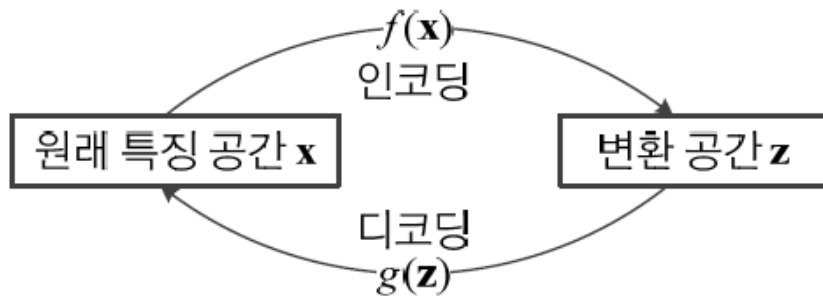 f(x)
인코딩
원래 특징 공간 x
변환 공간 z
디코딩
g(z)